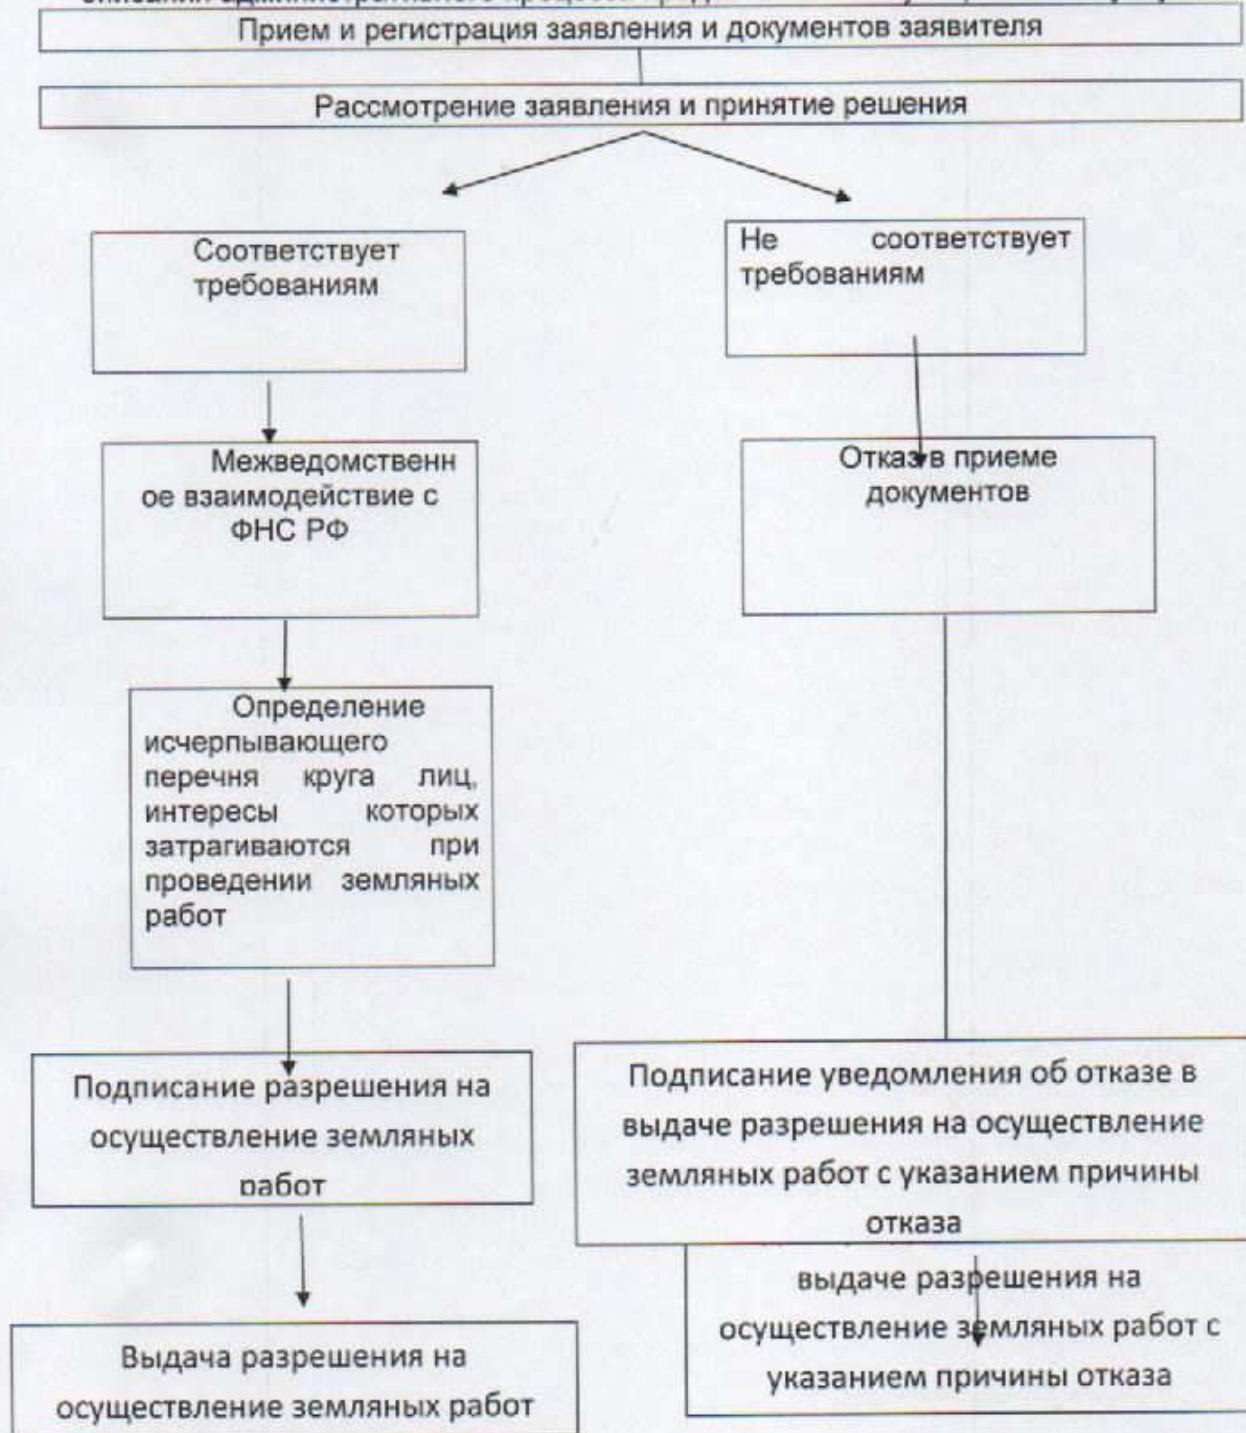 Прием и регистрация заявления и документов заявителя
Рассмотрение заявления и принятие решения
Соответствует
требованиям
Не соответствует
требованиям
Межведомственн
ое взаимодействие с
ФНС РФ
Отказ в приеме
документов
Определение
исчерпывающего
перечня круга лиц,
интересы которых
затрагиваются при
проведении земляных
работ
Подписание разрешения на
осуществление земляных
работ
Подписание уведомления об отказе в
выдаче разрешения на осуществление
земляных работ с указанием причины
отказа
выдаче разрешения на
осуществление земляных работ с
указанием причины отказа
Выдача разрешения на
осуществление земляных работ